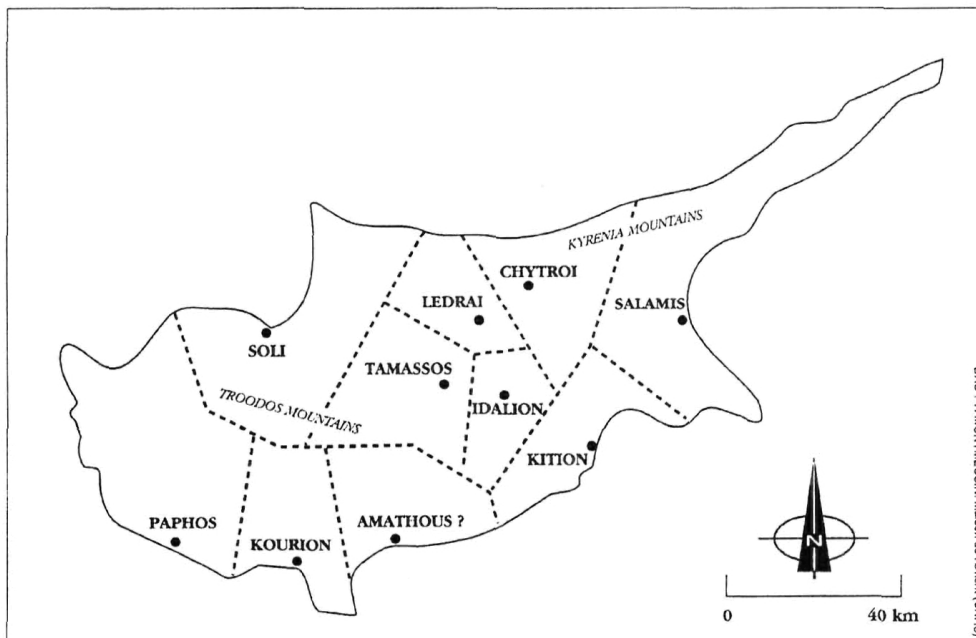 KYRENIA MOUNTAINS
CHYTROI
LEDRAI
SALAMIS
SOLI
TAMASSOS
IDALION
TROODOS MOUNTAINS
KITION
PAPHOS
AMATHOUS ?
KOURION
N
0 40 km